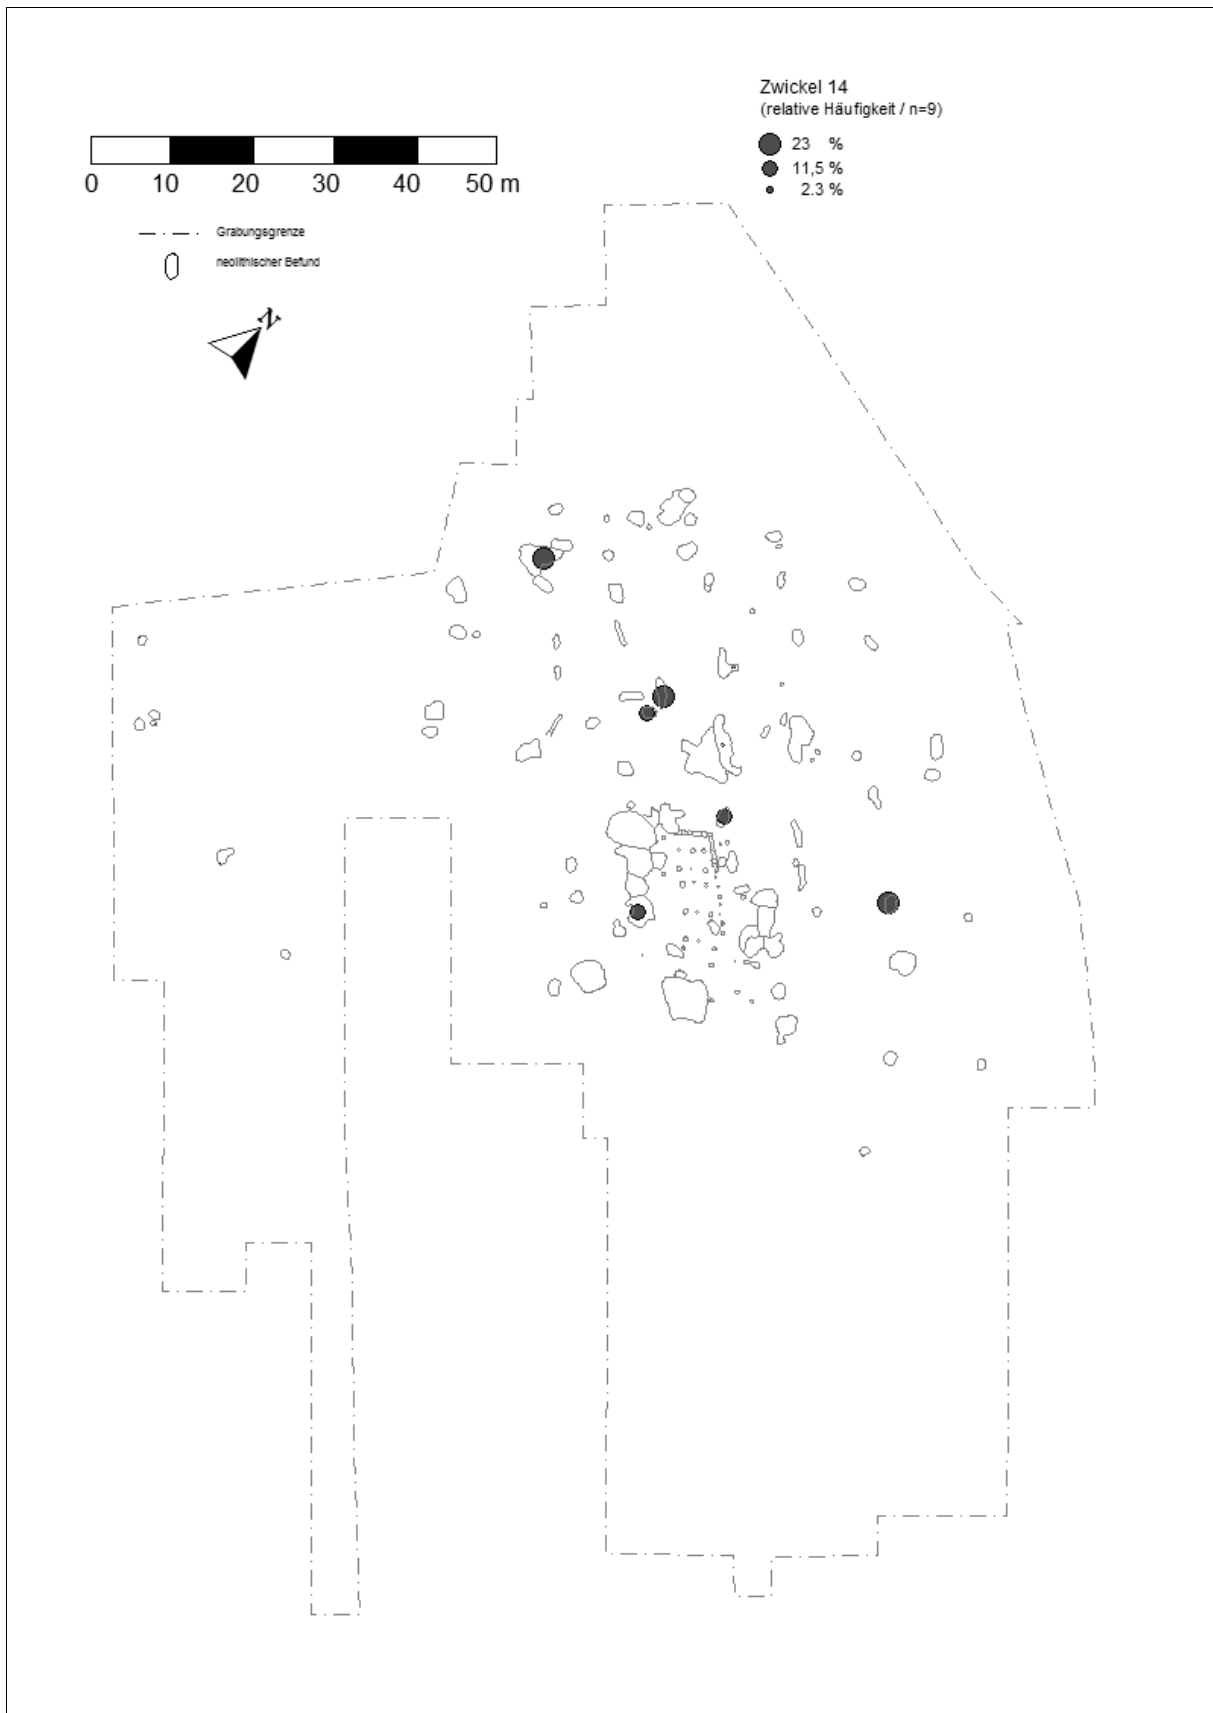 Zwickel 14
(relative Häufigkeit / n=9)
23 %
11,5 %
2.3 %
0 10 20 30 40 50 m
Grabungsgrenze
neolithischer Befund
N